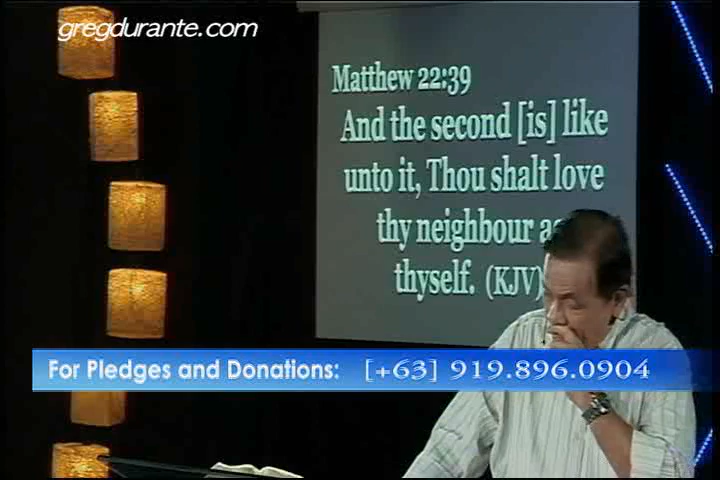 gregdurante.com
Matthew 22:39
And the second [is] like
unto it, Thou shalt love
thy neighbour as
thyself. (KJV)
For Pledges and Donations: [+63] 919.896.0904